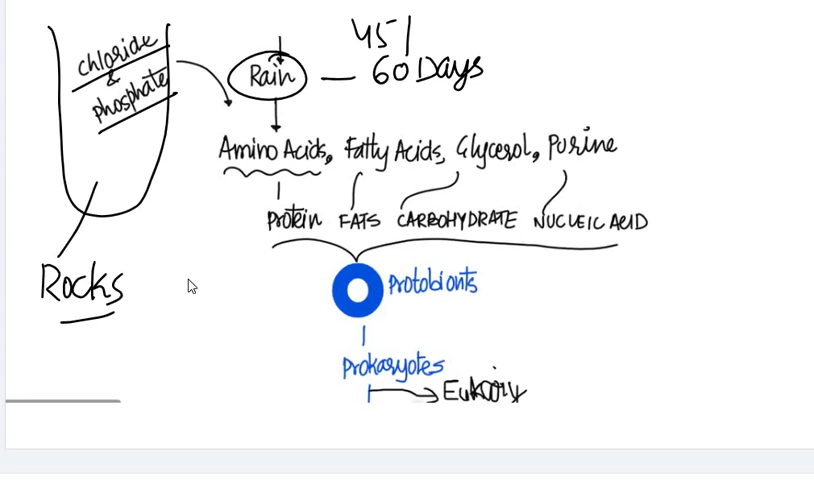 chloride
&
phosphate
Rain — 60 Days
45 /
Amino Acids, Fatty Acids, Glycerol, Purine
Protein FATS CARBOHYDRATE NUCLEIC ACID
Rocks
Protobionts
Prokaryotes